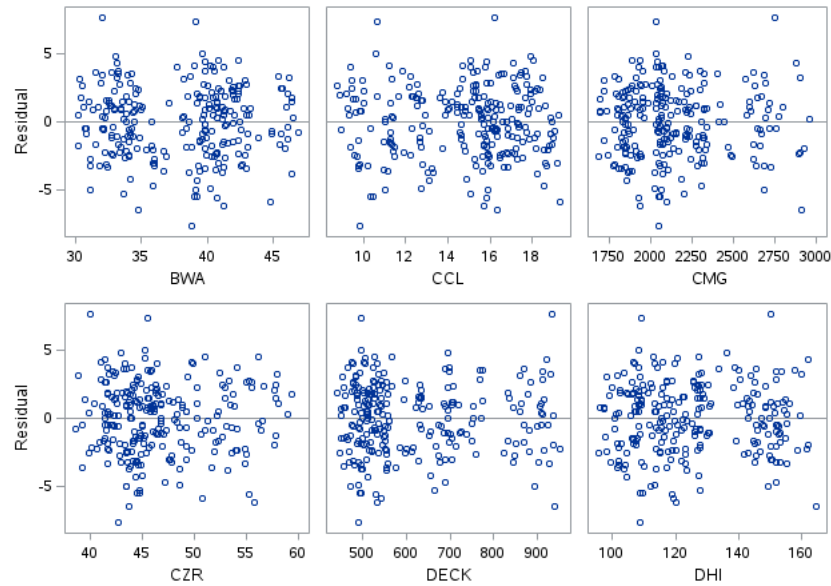 Residual
5
0
-5
30 35 40 45
BWA
10 12 14 16 18
CCL
1750 2000 2250 2500 2750 3000
CMG
Residual
5
0
-5
40 45 50 55 60
CZR
500 600 700 800 900
DECK
100 120 140 160
DHI